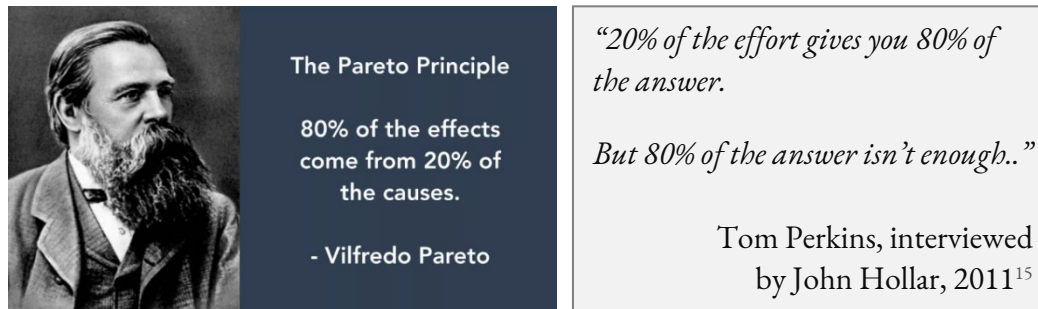 The Pareto Principle
80% of the effects
come from 20% of
the causes.
- Vilfredo Pareto
“20% of the effort gives you 80% of
the answer.
But 80% of the answer isn’t enough..”
Tom Perkins, interviewed
by John Hollar, 2011¹⁵